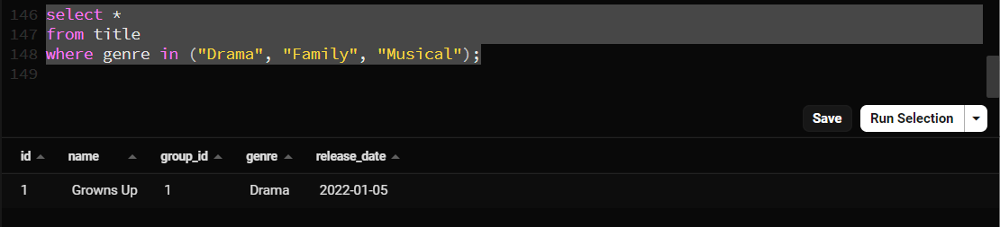 146 select *
147 from title
148 where genre in ("Drama", "Family", "Musical");
149
Save Run Selection
id name group_id genre release_date
1 Growns Up 1 Drama 2022-01-05